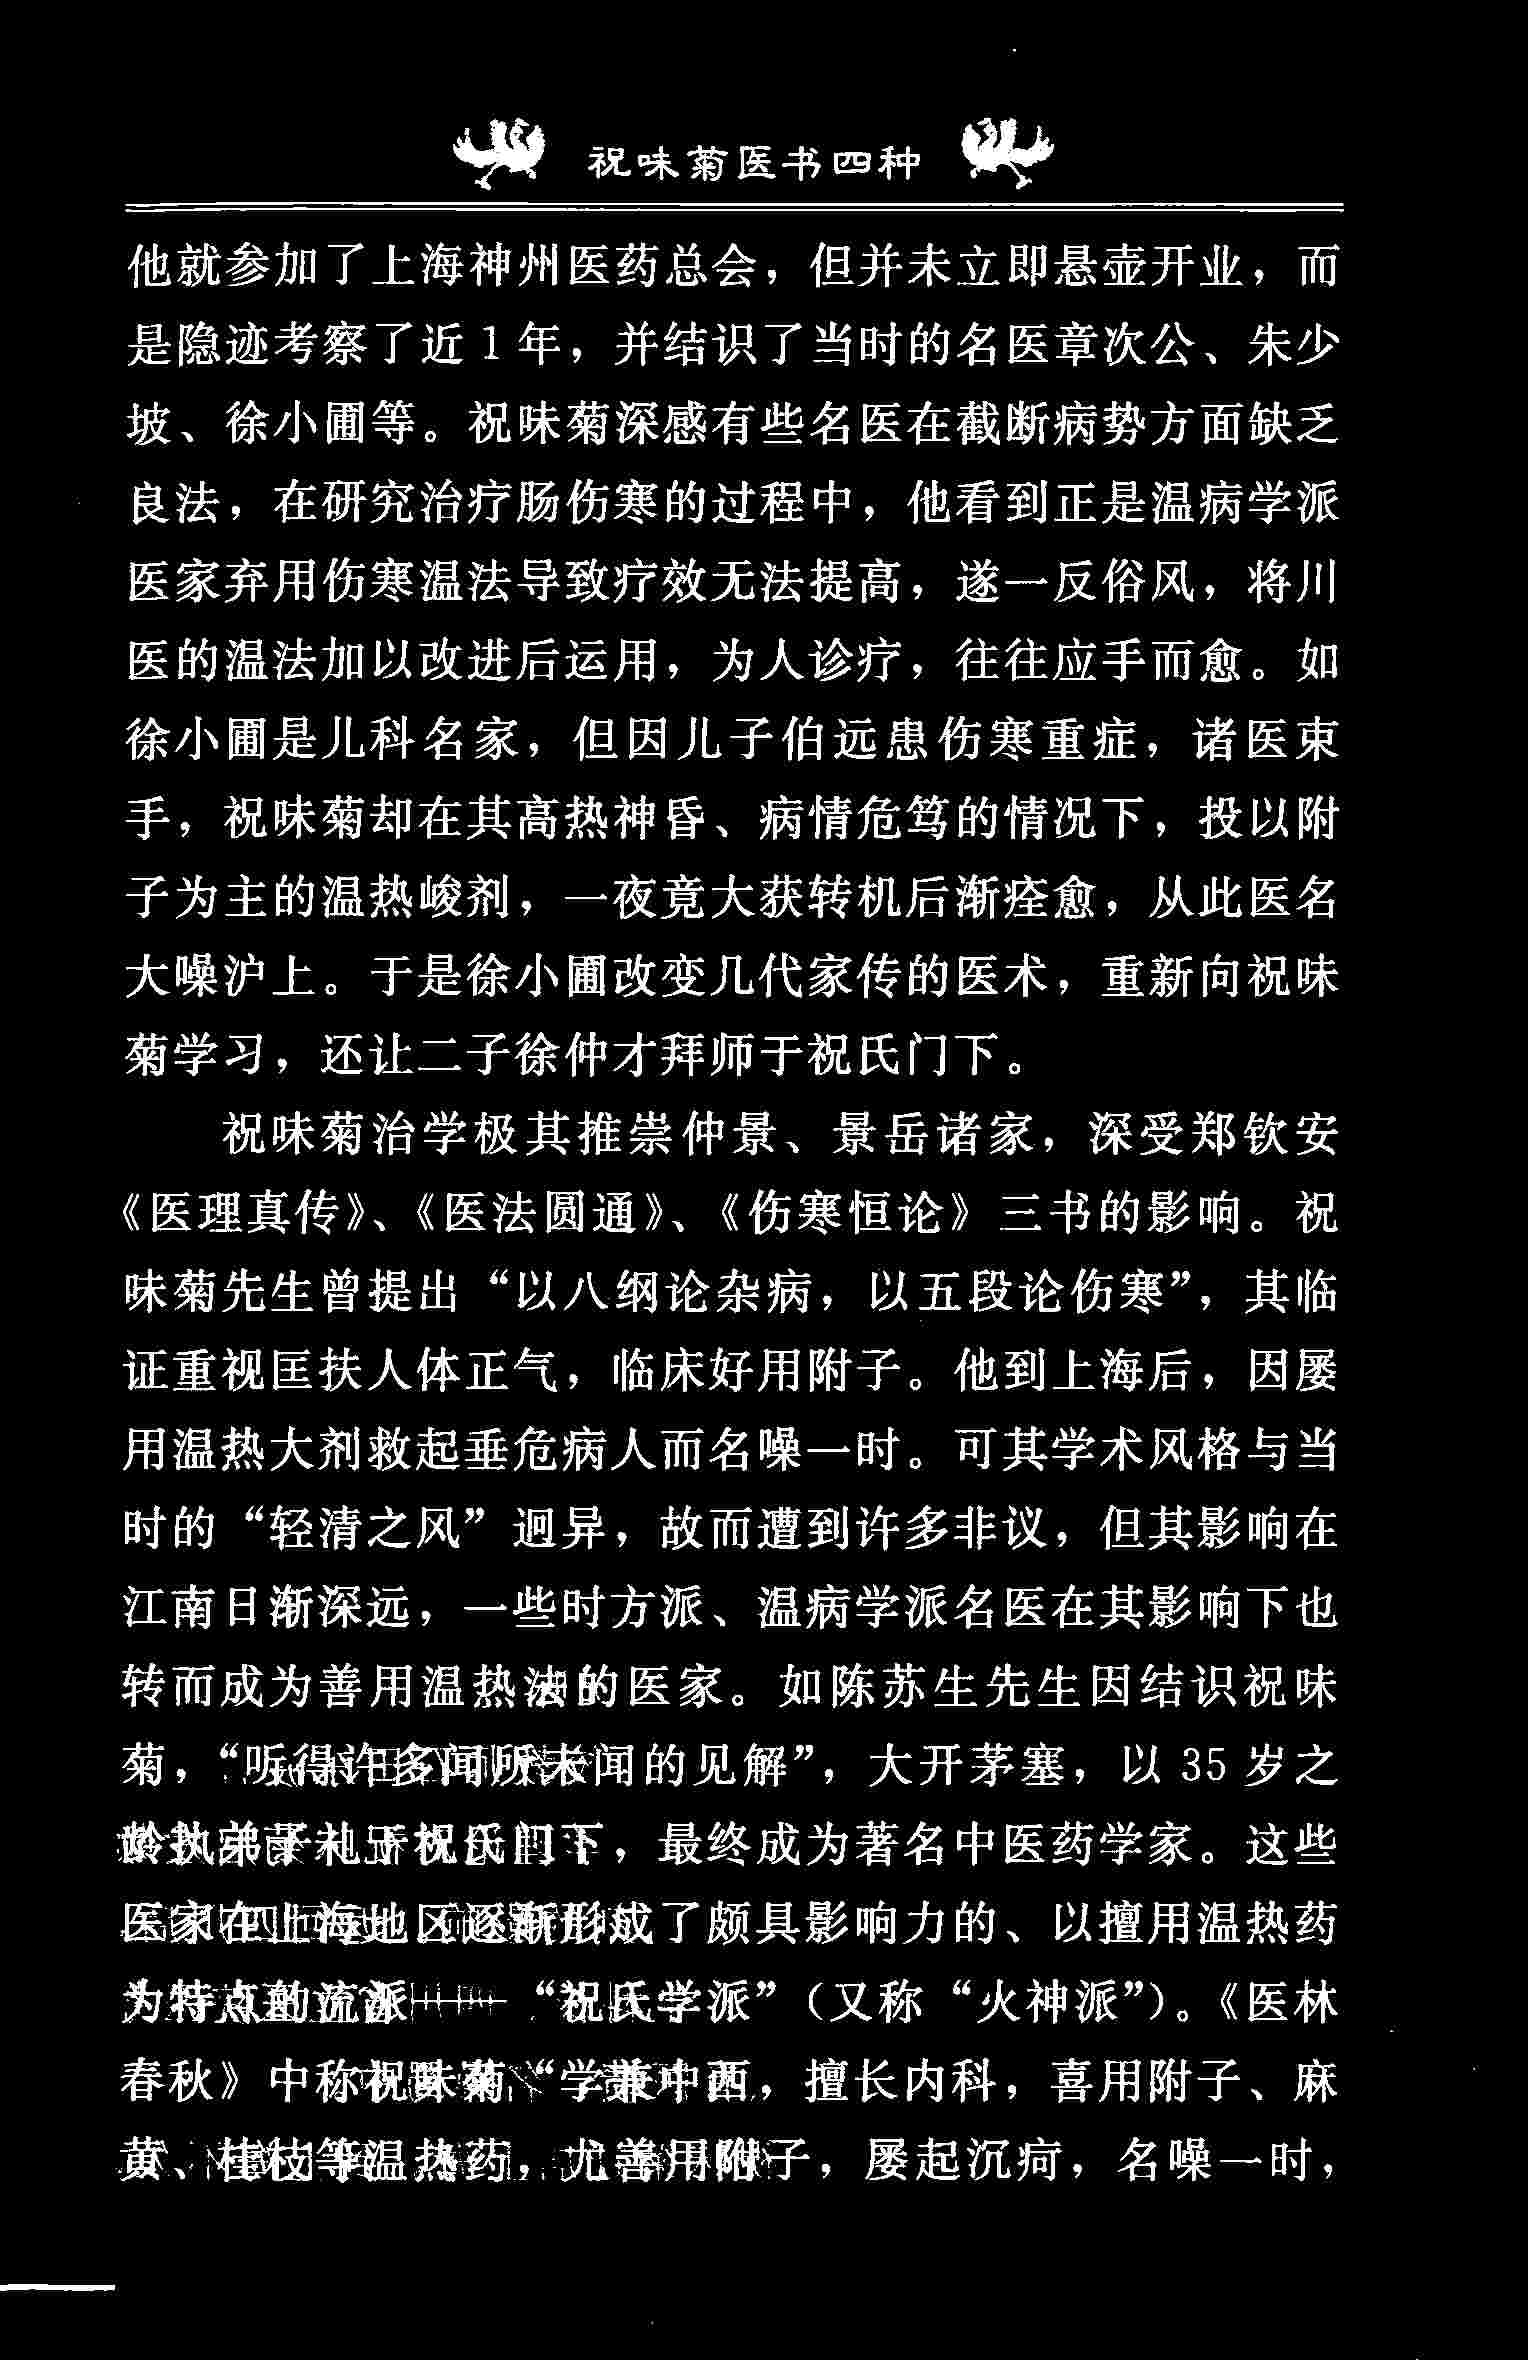 祝味菊医书四种
他就参加了上海神州医药总会，但并未立即悬壶开业，而
是隐迹考察了近1年，并结识了当时的名医章次公、朱少
坡、徐小圃等。祝味菊深感有些名医在截断病势方面缺乏
良法，在研究治疗肠伤寒的过程中，他看到正是温病学派
医家弃用伤寒温法导致疗效无法提高，遂一反俗风，将川
医的温法加以改进后运用，为人诊疗，往往应手而愈。如
徐小圃是儿科名家，但因儿子伯远患伤寒重症，诸医束
手，祝味菊却在其高热神昏、病情危笃的情况下，投以附
子为主的温热峻剂，一夜竟大获转机后渐痊愈，从此医名
大噪沪上。于是徐小圃改变几代家传的医术，重新向祝味
菊学习，还让二子徐仲才拜师于祝氏门下。
祝味菊治学极其推崇仲景、景岳诸家，深受郑钦安
《医理真传》、《医法圆通》、《伤寒恒论》三书的影响。祝
味菊先生曾提出“以八纲论杂病，以五段论伤寒”，其临
证重视匡扶人体正气，临床好用附子。他到上海后，因屡
用温热大剂救起垂危病人而名噪一时。可其学术风格与当
时的“轻清之风”迥异，故而遭到许多非议，但其影响在
江南日渐深远，一些时方派、温病学派名医在其影响下也
转而成为善用温热法的医家。如陈苏生先生因结识祝味
菊，“听得许多闻所未闻的见解”，大开茅塞，以35岁之
龄执弟子礼于祝氏门下，最终成为著名中医药学家。这些
医家在上海地区逐渐形成了颇具影响力的、以擅用温热药
为特点的流派——“祝氏学派”（又称“火神派”）。《医林
春秋》中称祝味菊“学兼中西，擅长内科，喜用附子、麻
黄、桂枝等温热药，尤善用附子，屡起沉疴，名噪一时，